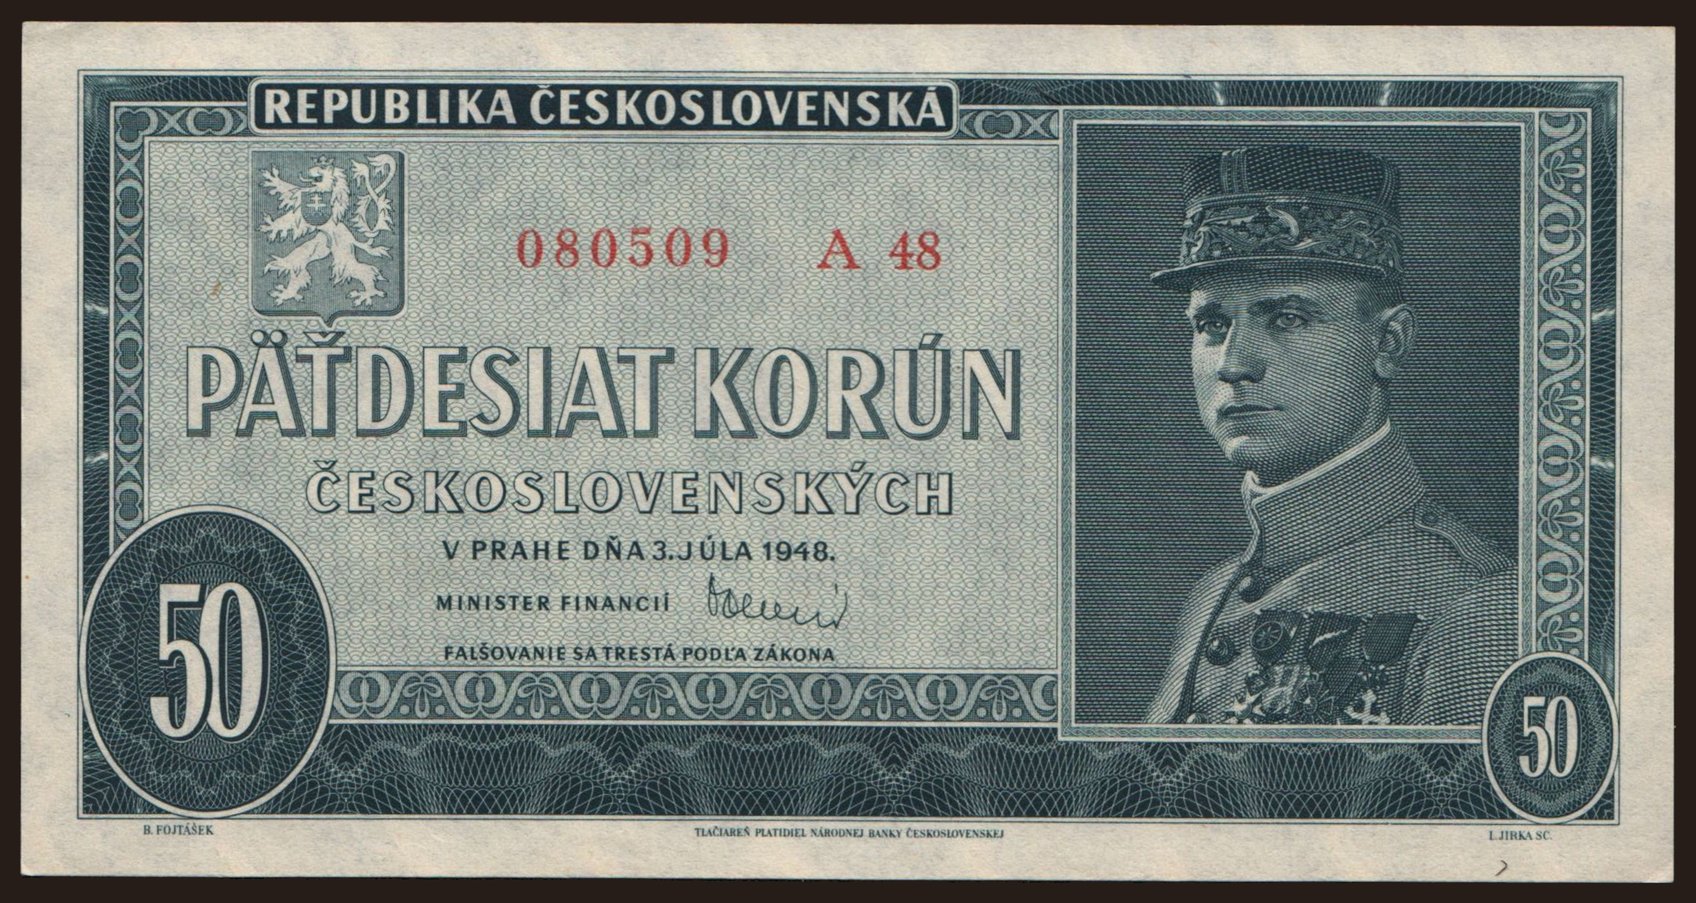 REPUBLIKA ČESKOSLOVENSKÁ
080509 A 48
PÄŤDESIAT KORÚN
ČESKOSLOVENSKÝCH
V PRAHE DŇA 3. JÚLA 1948.
MINISTER FINANCIÍ
FALŠOVANIE SA TRESTÁ PODĽA ZÁKONA
50
50
B. FOJTÁŠEK
TLAČIAREŇ PLATIDIEL NÁRODNEJ BANKY ČESKOSLOVENSKEJ
L. JIRKA SC.